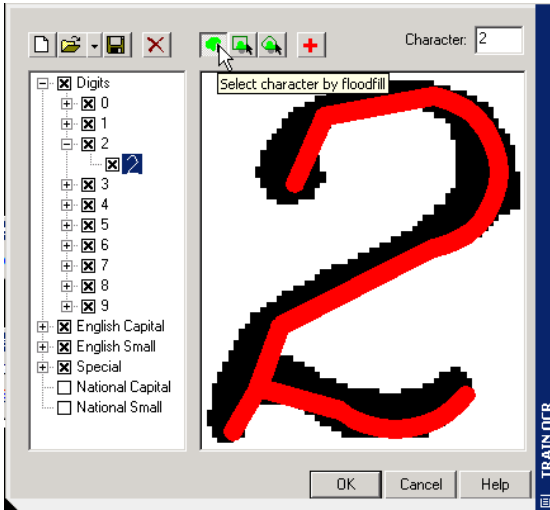 Character: 2
Select character by floodfill
Digits
0
1
2
2
3
4
5
6
7
8
9
English Capital
English Small
Special
National Capital
National Small
2
OK Cancel Help
TRAIN OCR